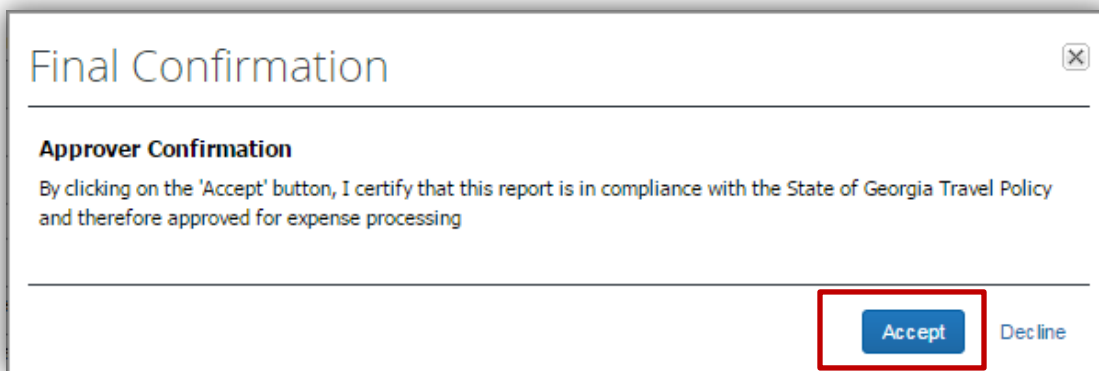 Final Confirmation
Approver Confirmation
By clicking on the 'Accept' button, I certify that this report is in compliance with the State of Georgia Travel Policy
and therefore approved for expense processing
Accept Decline